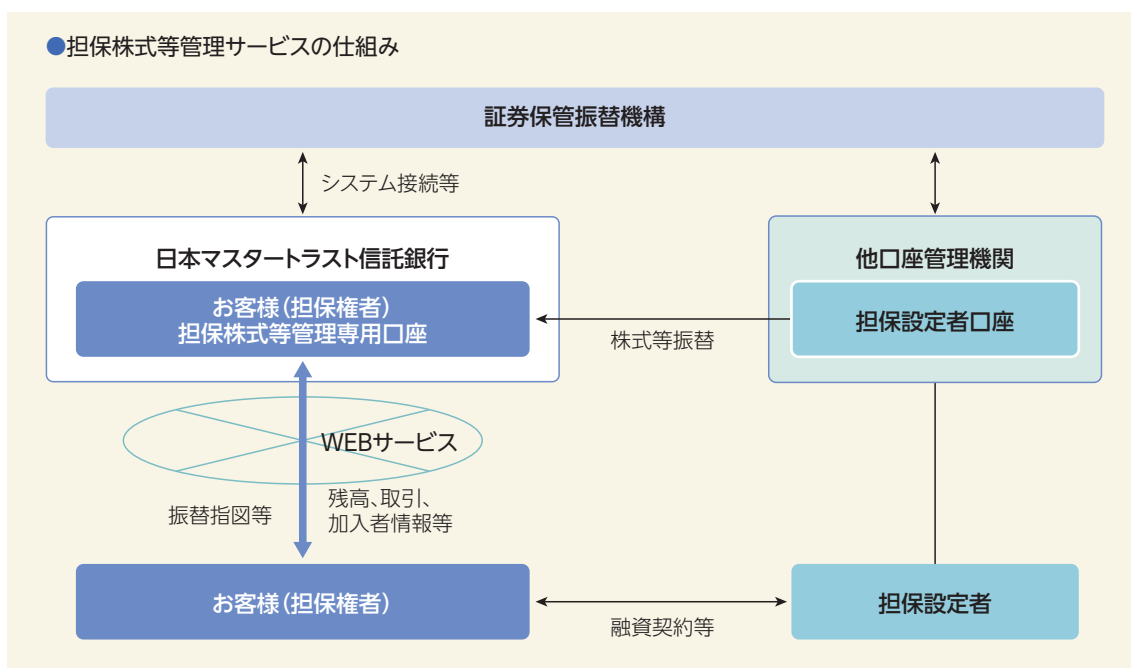 ●担保株式等管理サービスの仕組み
証券保管振替機構
システム接続等
日本マスタートラスト信託銀行
お客様(担保権者)
担保株式等管理専用口座
株式等振替
他口座管理機関
担保設定者口座
WEBサービス
振替指図等
残高、取引、
加入者情報等
お客様(担保権者)
融資契約等
担保設定者